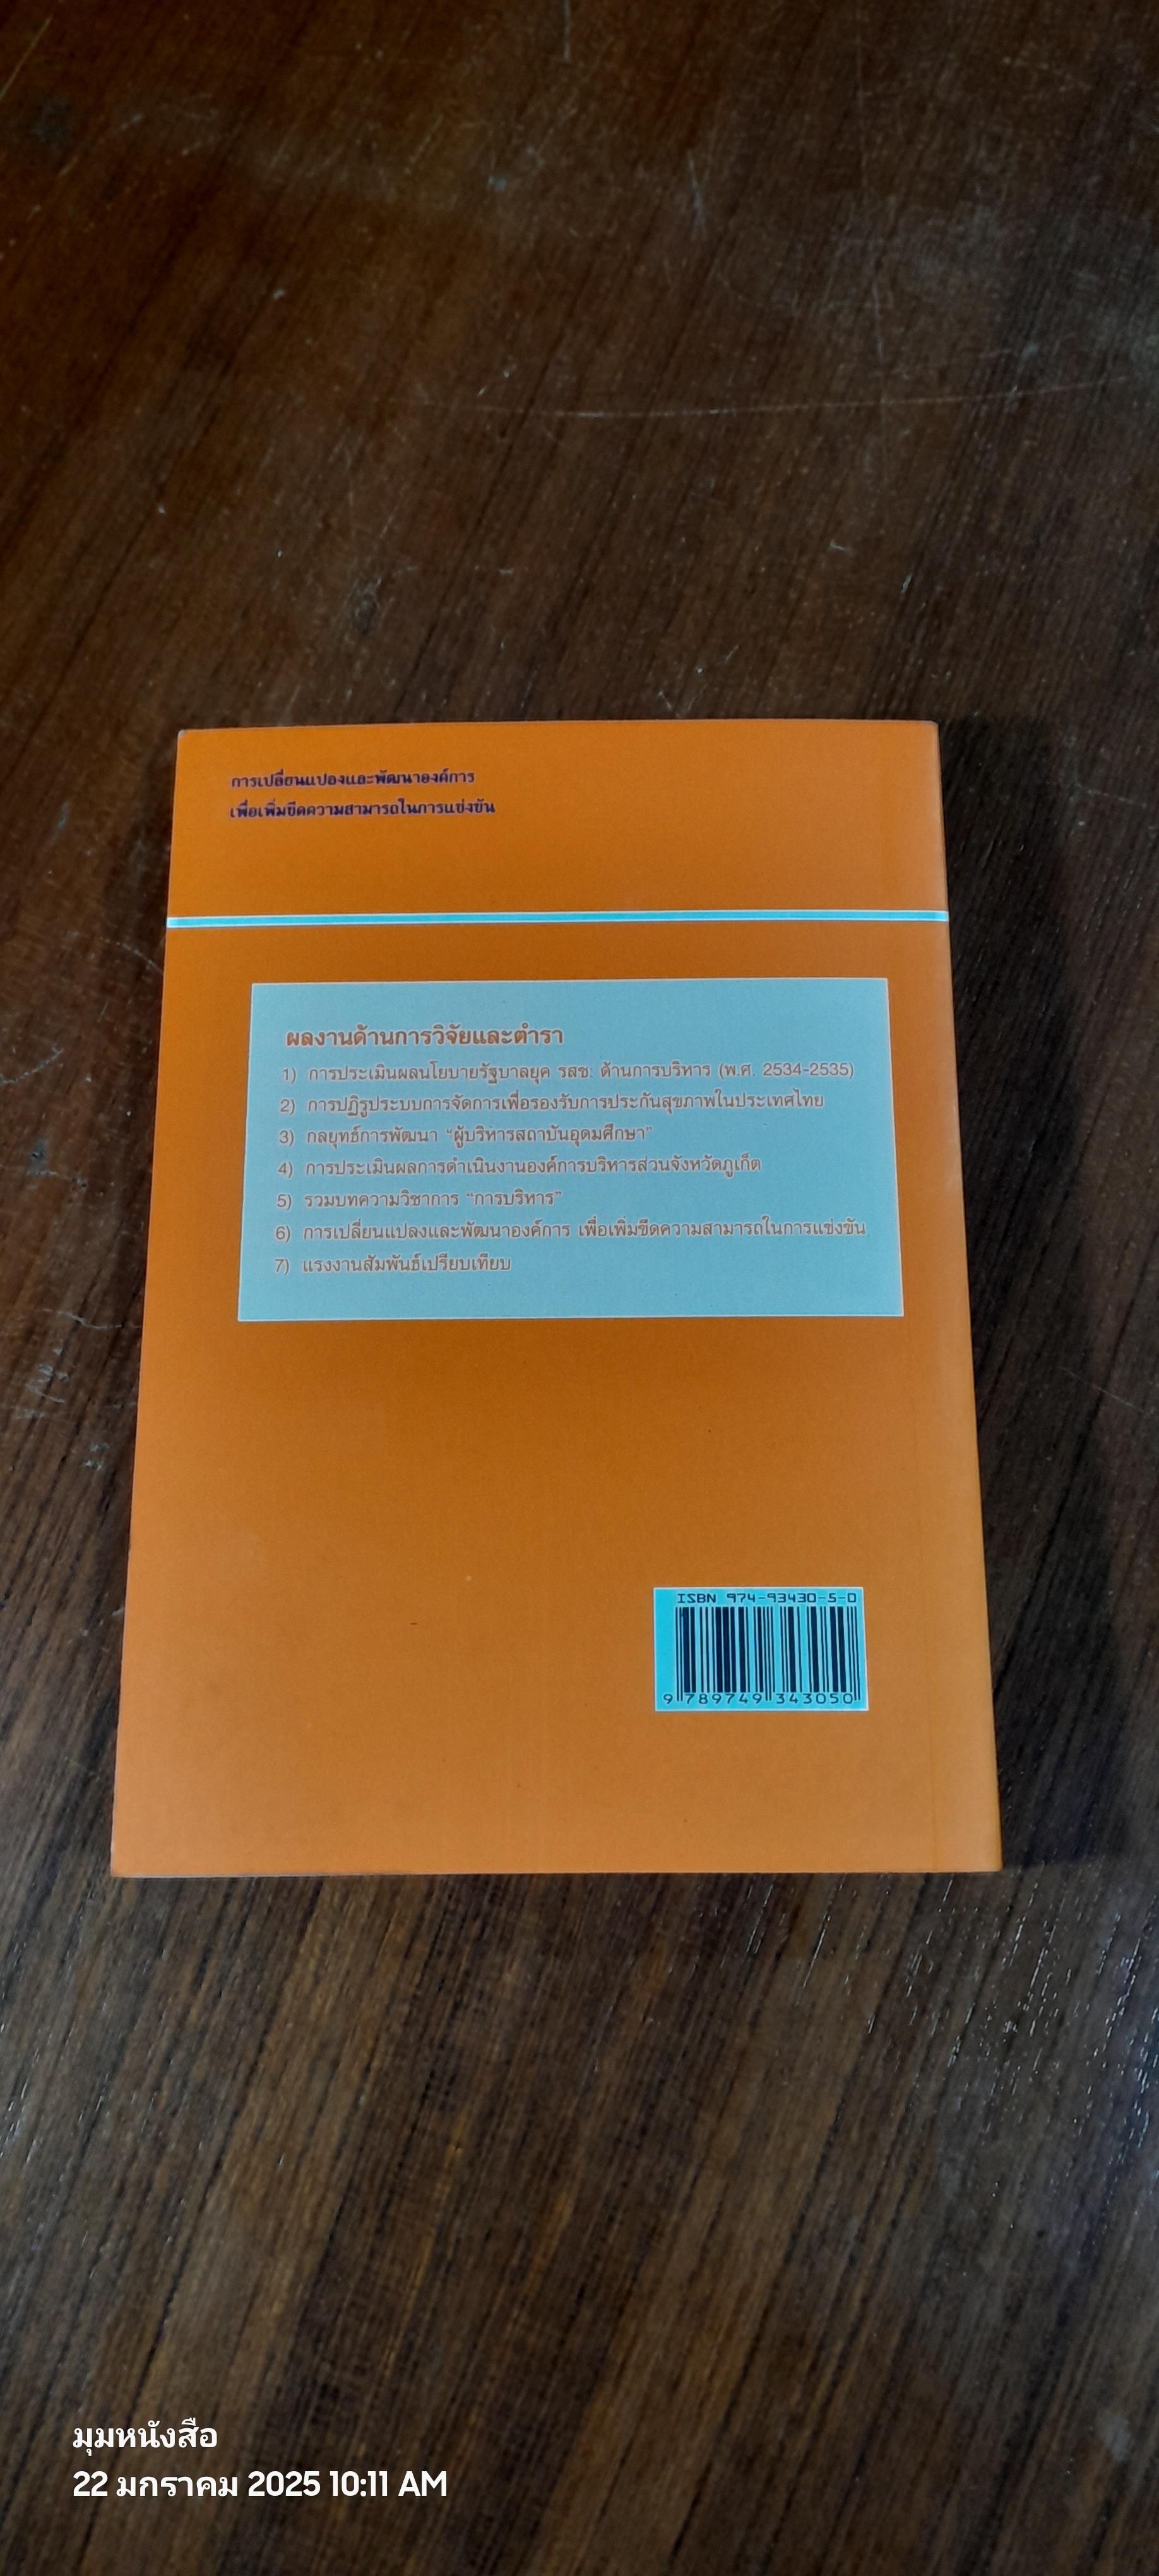 การเปลี่ยนแปลงและพัฒนาองค์การ
เพื่อเพิ่มขีดความสามารถในการแข่งขัน
ผลงานด้านการวิจัยและตำรา
1) การประเมินผลนโยบายรัฐบาลยุค รสช. ด้านการบริหาร (พ.ศ. 2534-2535)
2) การปฏิรูประบบการจัดการเพื่อรองรับการประกันสุขภาพในประเทศไทย
3) กลยุทธ์การพัฒนา "ผู้บริหารสถาบันอุดมศึกษา"
4) การประเมินผลการดำเนินงานองค์การบริหารส่วนจังหวัดภูเก็ต
5) รวมบทความวิชาการ "การบริหาร"
6) การเปลี่ยนแปลงและพัฒนาองค์การ เพื่อเพิ่มขีดความสามารถในการแข่งขัน
7) แรงงานสัมพันธ์เปรียบเทียบ
ISBN 974-93430-5-0
9 789749 343050
มุมหนังสือ
22 มกราคม 2025 10:11 AM